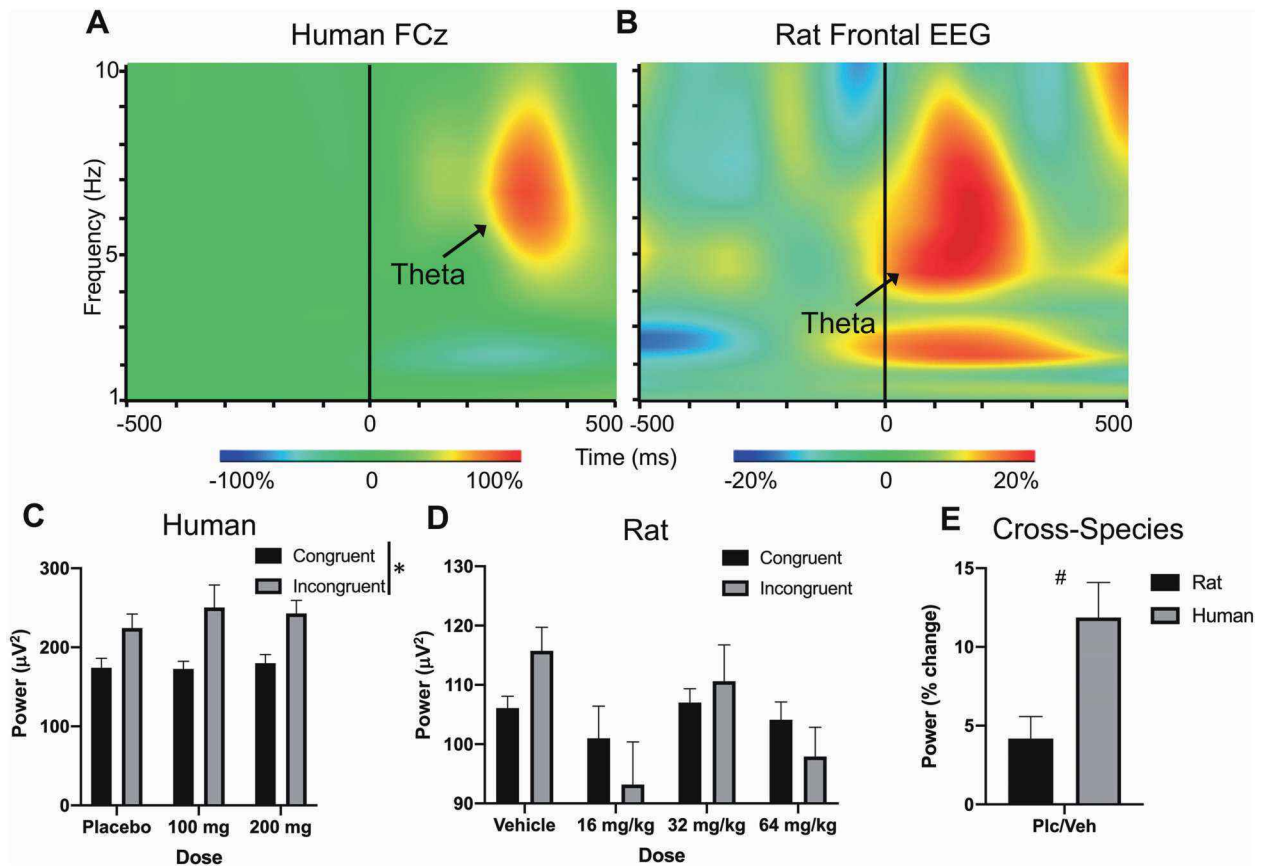 A
Human FCz
B
Rat Frontal EEG
10
5
1
Frequency (Hz)
Theta
Theta
-500
0
500
-500
0
500
Time (ms)
-100%
0
100%
-20%
0
20%
C
Human
Congruent
Incongruent
*
300
200
100
0
Power (µV²)
Placebo
100 mg
200 mg
Dose
D
Rat
Congruent
Incongruent
130
120
110
100
90
Power (µV²)
Vehicle
16 mg/kg
32 mg/kg
64 mg/kg
Dose
E
Cross-Species
#
Rat
Human
15
10
5
0
Power (% change)
Plc/Veh